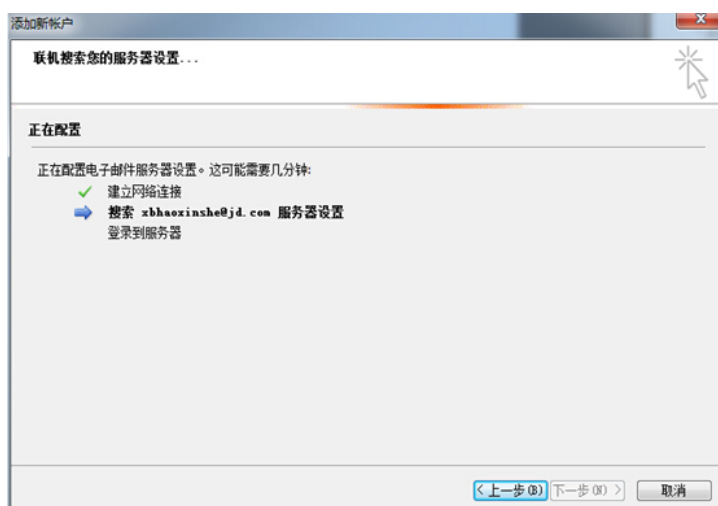 添加新帐户
联机搜索您的服务器设置...
正在配置
正在配置电子邮件服务器设置。这可能需要几分钟:
建立网络连接
搜索 xbhaoxinshe@jd.com 服务器设置
登录到服务器
< 上一步(B) 下一步(N) > 取消